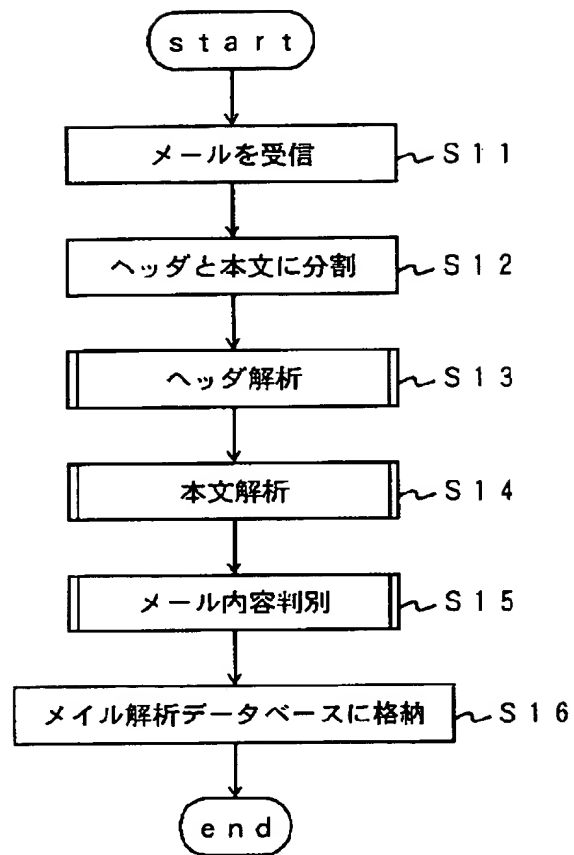 start
メールを受信 S11
ヘッダと本文に分割 S12
ヘッダ解析 S13
本文解析 S14
メール内容判別 S15
メイル解析データベースに格納 S16
end